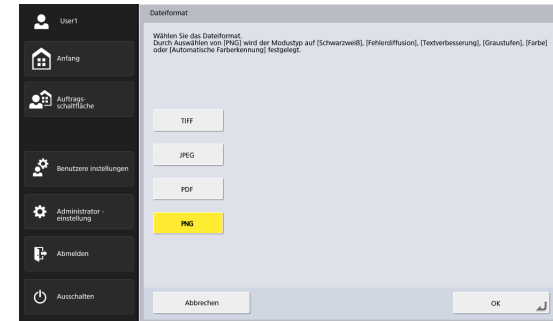 User1
Anfang
Auftrags-
schaltfläche
Benutzere instellungen
Administrator -
einstellung
Abmelden
Ausschalten
Dateiformat
Wählen Sie das Dateiformat.
Durch Auswählen von [PNG] wird der Modustyp auf [Schwarzweiß], [Fehlerdiffusion], [Textverbesserung], [Graustufen], [Farbe]
oder [Automatische Farberkennung] festgelegt.
TIFF
JPEG
PDF
PNG
Abbrechen
OK